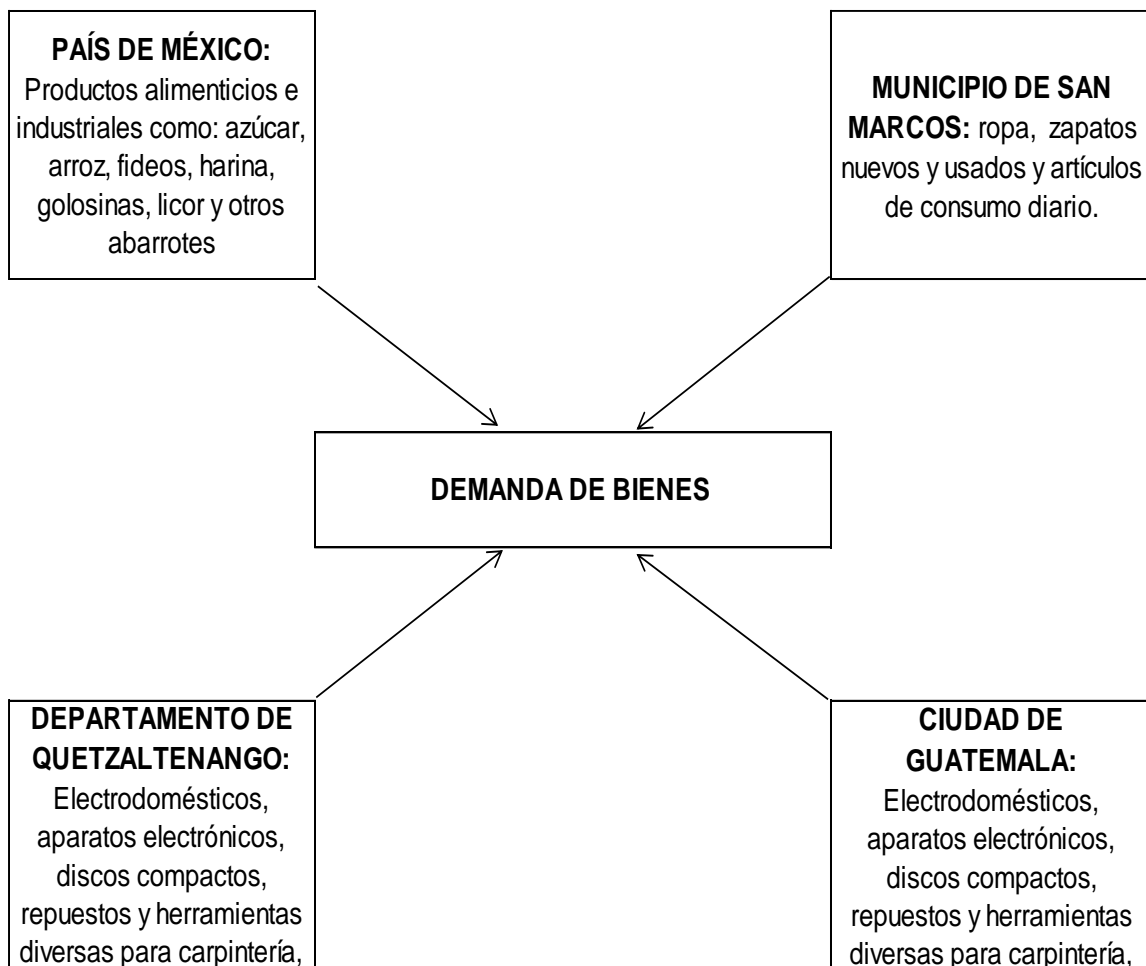 PAÍS DE MÉXICO:
Productos alimenticios e
industriales como: azúcar,
arroz, fideos, harina,
golosinas, licor y otros
abarrotes
MUNICIPIO DE SAN
MARCOS: ropa, zapatos
nuevos y usados y artículos
de consumo diario.
DEMANDA DE BIENES
DEPARTAMENTO DE
QUETZALTENANGO:
Electrodomésticos,
aparatos electrónicos,
discos compactos,
repuestos y herramientas
diversas para carpintería,
CIUDAD DE
GUATEMALA:
Electrodomésticos,
aparatos electrónicos,
discos compactos,
repuestos y herramientas
diversas para carpintería,